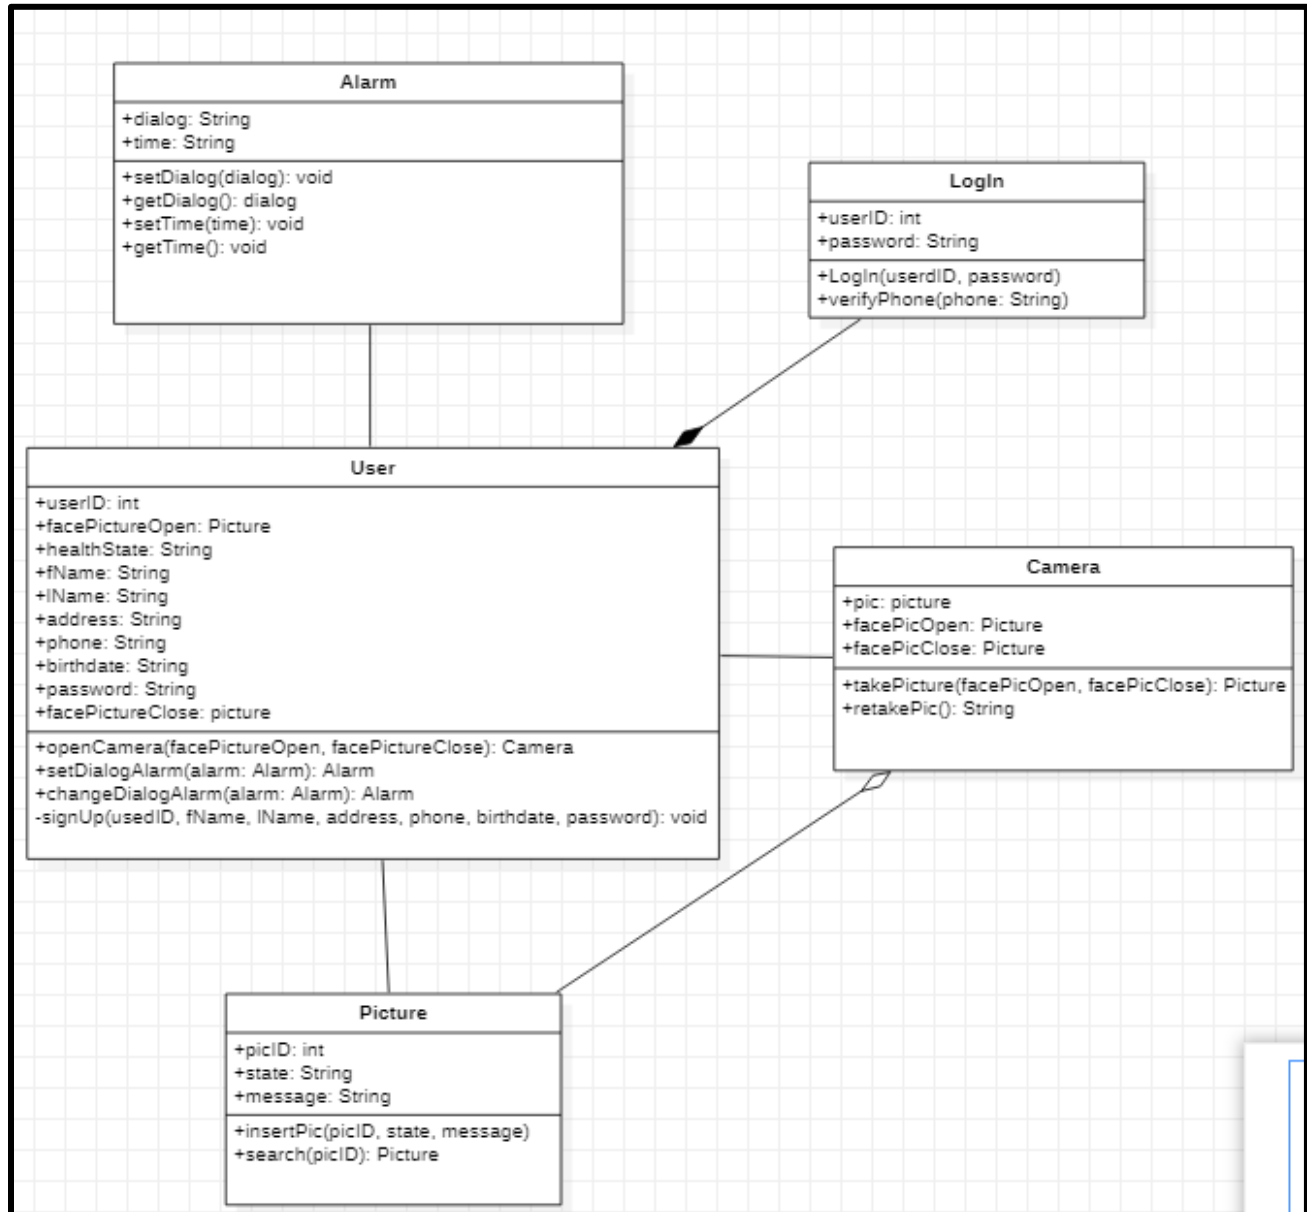 Alarm
+dialog: String
+time: String
+setDialog(dialog): void
+getDialog(): dialog
+setTime(time): void
+getTime(): void
LogIn
+userID: int
+password: String
+LogIn(userdID, password)
+verifyPhone(phone: String)
User
+userID: int
+facePictureOpen: Picture
+healthState: String
+fName: String
+lName: String
+address: String
+phone: String
+birthdate: String
+password: String
+facePictureClose: picture
+openCamera(facePictureOpen, facePictureClose): Camera
+setDialogAlarm(alarm: Alarm): Alarm
+changeDialogAlarm(alarm: Alarm): Alarm
-signUp(usedID, fName, lName, address, phone, birthdate, password): void
Camera
+pic: picture
+facePicOpen: Picture
+facePicClose: Picture
+takePicture(facePicOpen, facePicClose): Picture
+retakePic(): String
Picture
+picID: int
+state: String
+message: String
+insertPic(picID, state, message)
+search(picID): Picture